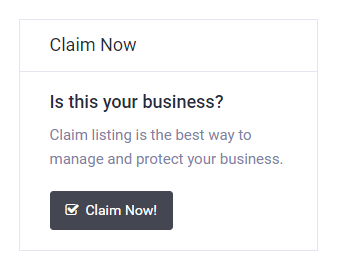 Claim Now
Is this your business?
Claim listing is the best way to
manage and protect your business.
Claim Now!